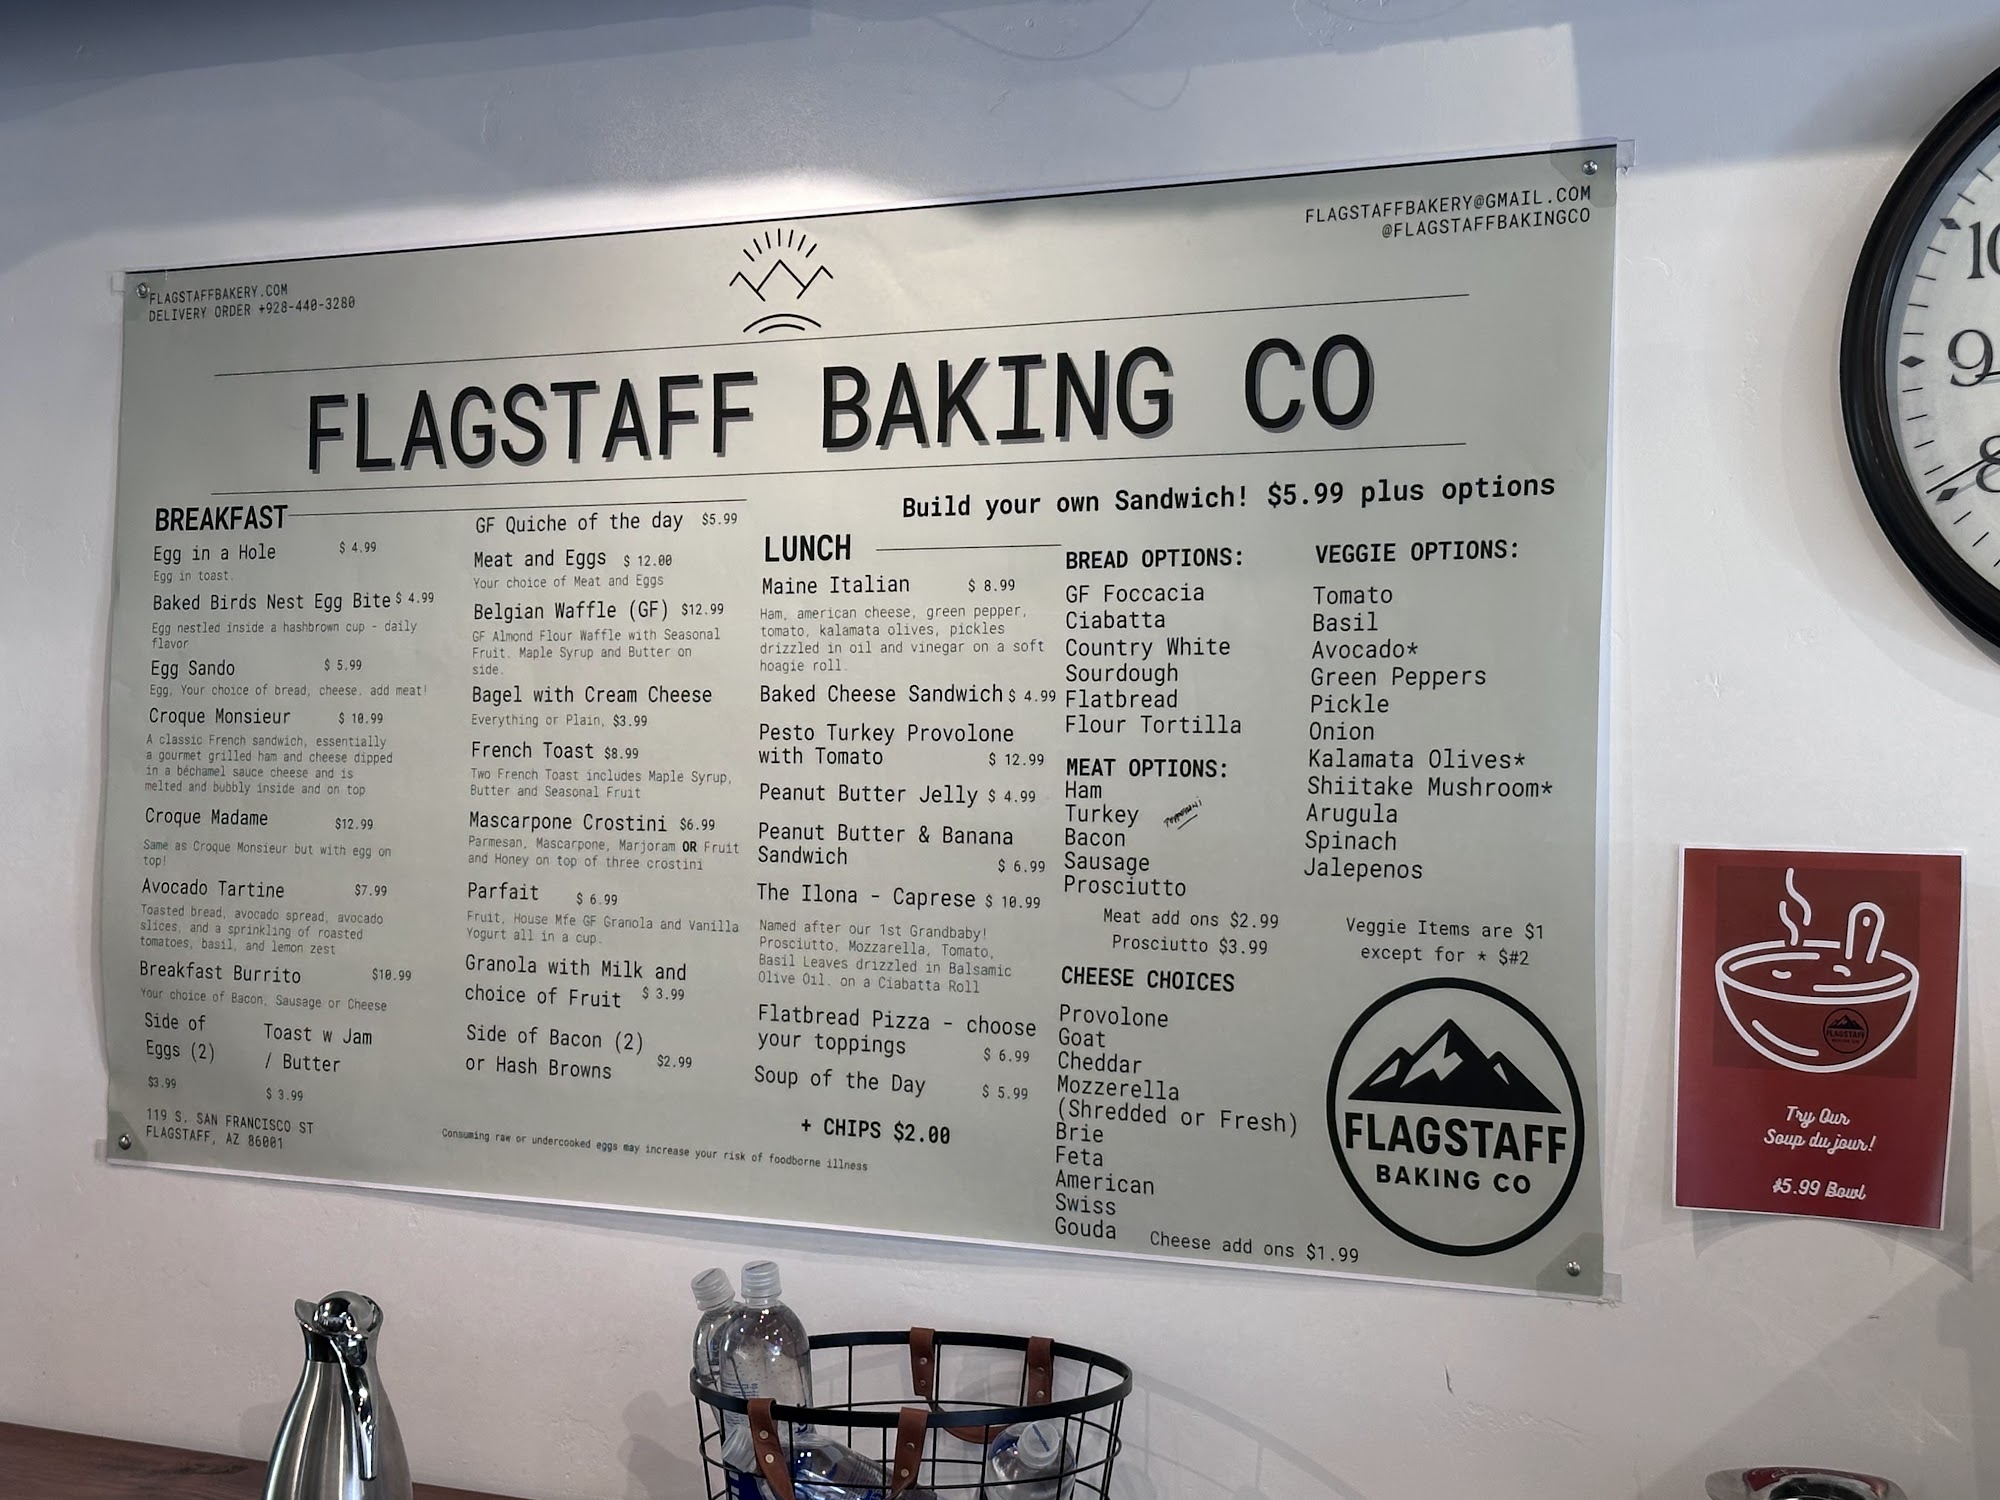 FLAGSTAFFBAKERY.COM
DELIVERY ORDER +928-440-3280
FLAGSTAFFBAKERY@GMAIL.COM
@FLAGSTAFFBAKINGCO
FLAGSTAFF BAKING CO
BREAKFAST
Egg in a Hole $ 4.99
Egg in toast.
Baked Birds Nest Egg Bite $ 4.99
Egg nestled inside a hashbrown cup - daily
flavor
Egg Sando $ 5.99
Egg, Your choice of bread, cheese, add meat!
Croque Monsieur $ 10.99
A classic French sandwich, essentially
a gourmet grilled ham and cheese dipped
in a béchamel sauce cheese and is
melted and bubbly inside and on top
Croque Madame $12.99
Same as Croque Monsieur but with egg on
top!
Avocado Tartine $7.99
Toasted bread, avocado spread, avocado
slices, and a sprinkling of roasted
tomatoes, basil, and lemon zest
Breakfast Burrito $10.99
Your choice of Bacon, Sausage or Cheese
Side of
Eggs (2)
$3.99
Toast w Jam
/ Butter
$ 3.99
119 S. SAN FRANCISCO ST
FLAGSTAFF, AZ 86001
GF Quiche of the day $5.99
Meat and Eggs $ 12.00
Your choice of Meat and Eggs
Belgian Waffle (GF) $12.99
GF Almond Flour Waffle with Seasonal
Fruit. Maple Syrup and Butter on
side.
Bagel with Cream Cheese
Everything or Plain, $3.99
French Toast $8.99
Two French Toast includes Maple Syrup,
Butter and Seasonal Fruit
Mascarpone Crostini $6.99
Parmesan, Mascarpone, Marjoram OR Fruit
and Honey on top of three crostini
Parfait $ 6.99
Fruit, House Mfe GF Granola and Vanilla
Yogurt all in a cup.
Granola with Milk and
choice of Fruit $ 3.99
Side of Bacon (2)
or Hash Browns $2.99
Consuming raw or undercooked eggs may increase your risk of foodborne illness
LUNCH
Maine Italian $ 8.99
Ham, american cheese, green pepper,
tomato, kalamata olives, pickles
drizzled in oil and vinegar on a soft
hoagie roll.
Baked Cheese Sandwich $ 4.99
Pesto Turkey Provolone
with Tomato $ 12.99
Peanut Butter Jelly $ 4.99
Peanut Butter & Banana
Sandwich $ 6.99
The Ilona - Caprese $ 10.99
Named after our 1st Grandbaby!
Prosciutto, Mozzarella, Tomato,
Basil Leaves drizzled in Balsamic
Olive Oil. on a Ciabatta Roll
Flatbread Pizza - choose
your toppings $ 6.99
Soup of the Day $ 5.99
+ CHIPS $2.00
Build your own Sandwich! $5.99 plus options
BREAD OPTIONS:
GF Foccacia
Ciabatta
Country White
Sourdough
Flatbread
Flour Tortilla
MEAT OPTIONS:
Ham
Turkey
Bacon
Sausage
Prosciutto
Meat add ons $2.99
Prosciutto $3.99
CHEESE CHOICES
Provolone
Goat
Cheddar
Mozzerella
(Shredded or Fresh)
Brie
Feta
American
Swiss
Gouda
Cheese add ons $1.99
VEGGIE OPTIONS:
Tomato
Basil
Avocado*
Green Peppers
Pickle
Onion
Kalamata Olives*
Shiitake Mushroom*
Arugula
Spinach
Jalepenos
Veggie Items are $1
except for * $#2
FLAGSTAFF
BAKING CO
10
9
8
FLAGSTAFF
Try Our
Soup du jour!
$5.99 Bowl